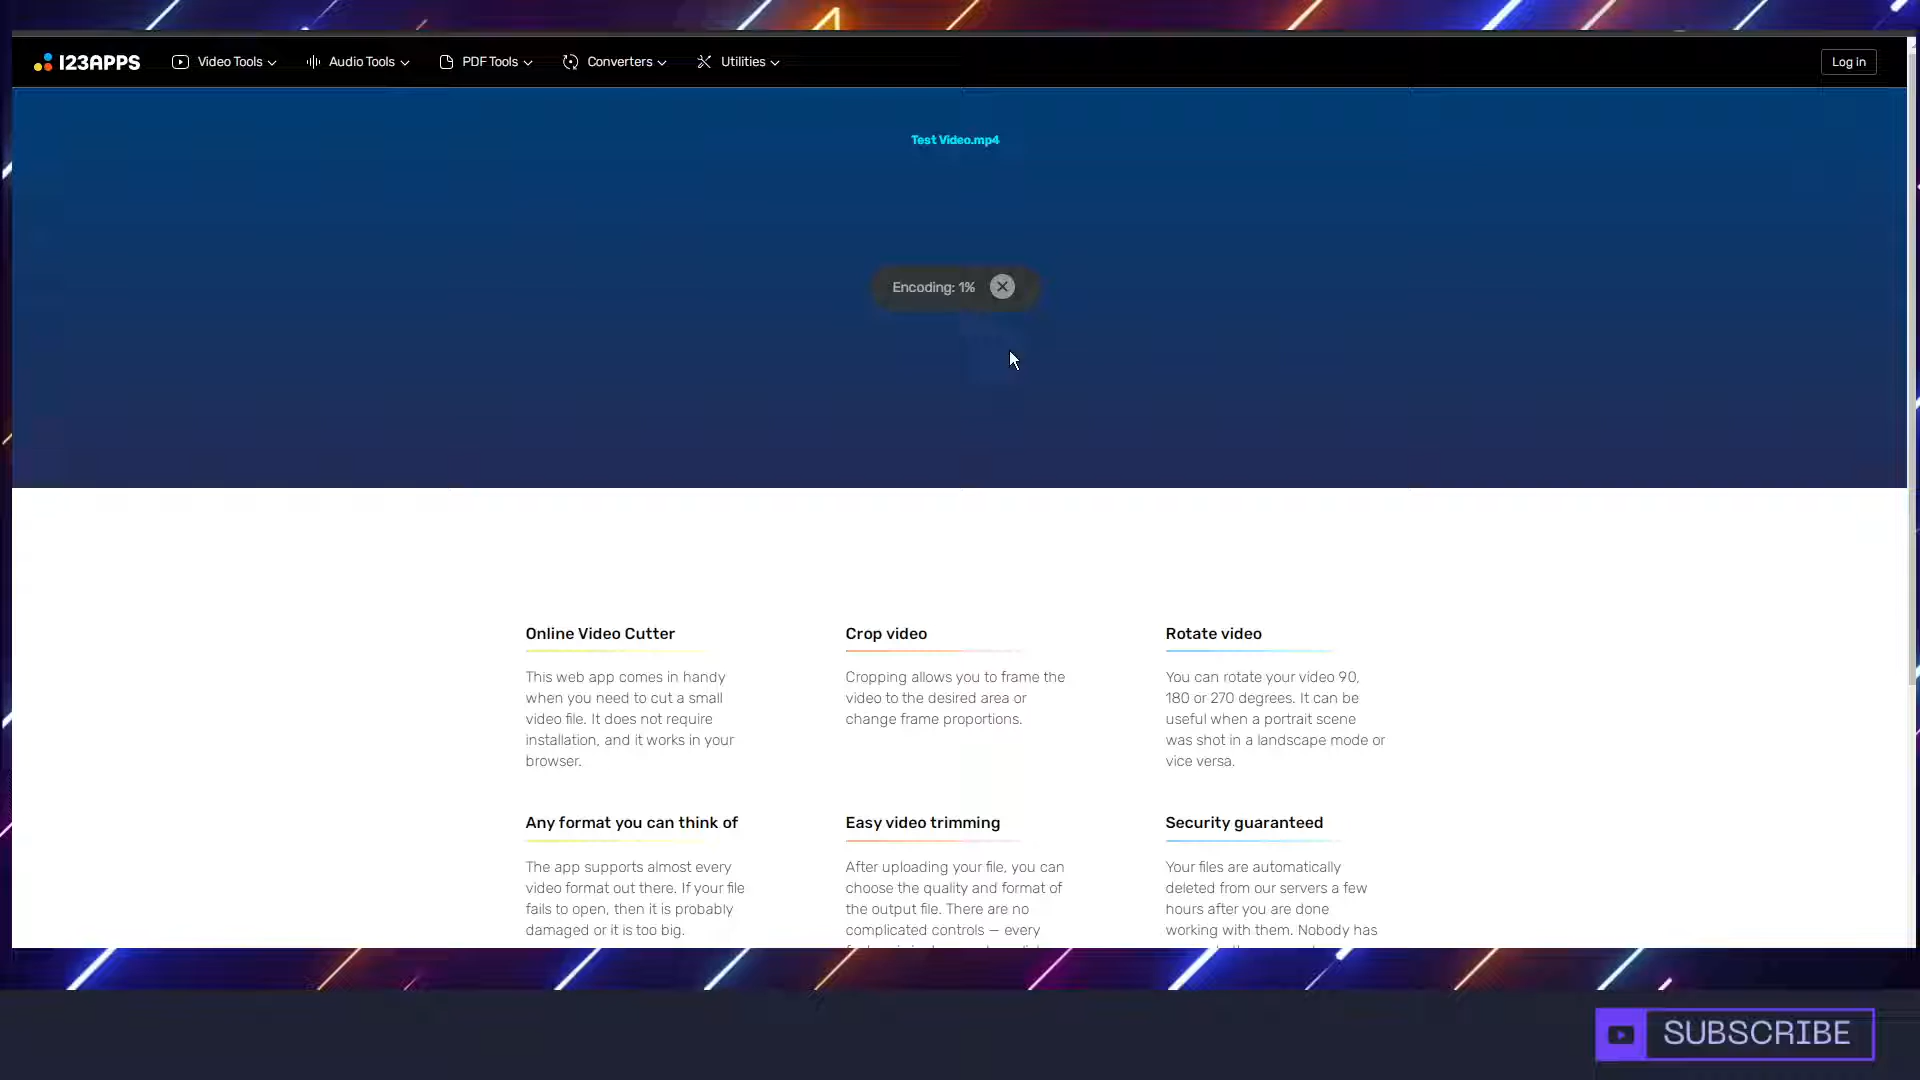 123APPS
Video Tools
Audio Tools
PDF Tools
Converters
Utilities
Log in
Test Video.mp4
Encoding: 1%
Online Video Cutter
This web app comes in handy
when you need to cut a small
video file. It does not require
installation, and it works in your
browser.
Crop video
Cropping allows you to frame the
video to the desired area or
change frame proportions.
Rotate video
You can rotate your video 90,
180 or 270 degrees. It can be
useful when a portrait scene
was shot in a landscape mode or
vice versa.
Any format you can think of
The app supports almost every
video format out there. If your file
fails to open, then it is probably
damaged or it is too big.
Easy video trimming
After uploading your file, you can
choose the quality and format of
the output file. There are no
complicated controls — every
Security guaranteed
Your files are automatically
deleted from our servers a few
hours after you are done
working with them. Nobody has
SUBSCRIBE